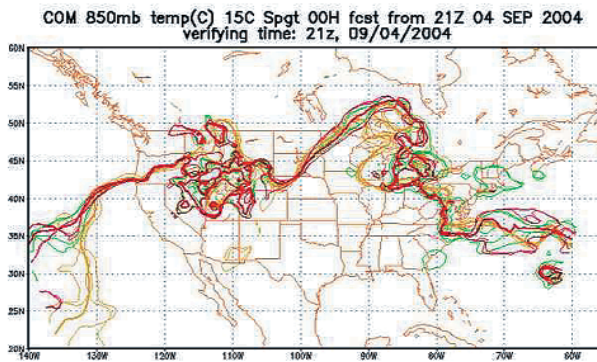 COM 850mb temp(C) 15C Spgt 00H fcst from 21Z 04 SEP 2004
verifying time: 21z, 09/04/2004
60N
55N
50N
45N
40N
35N
30N
25N
20N
140W 130W 120W 110W 100W 90W 80W 70W 60W